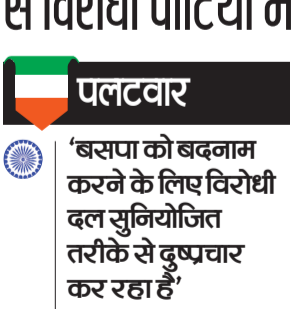 से विरोधी पार्टियों में
पलटवार
‘बसपा को बदनाम
करने के लिए विरोधी
दल सुनियोजित
तरीके से दुष्प्रचार
कर रहा है’